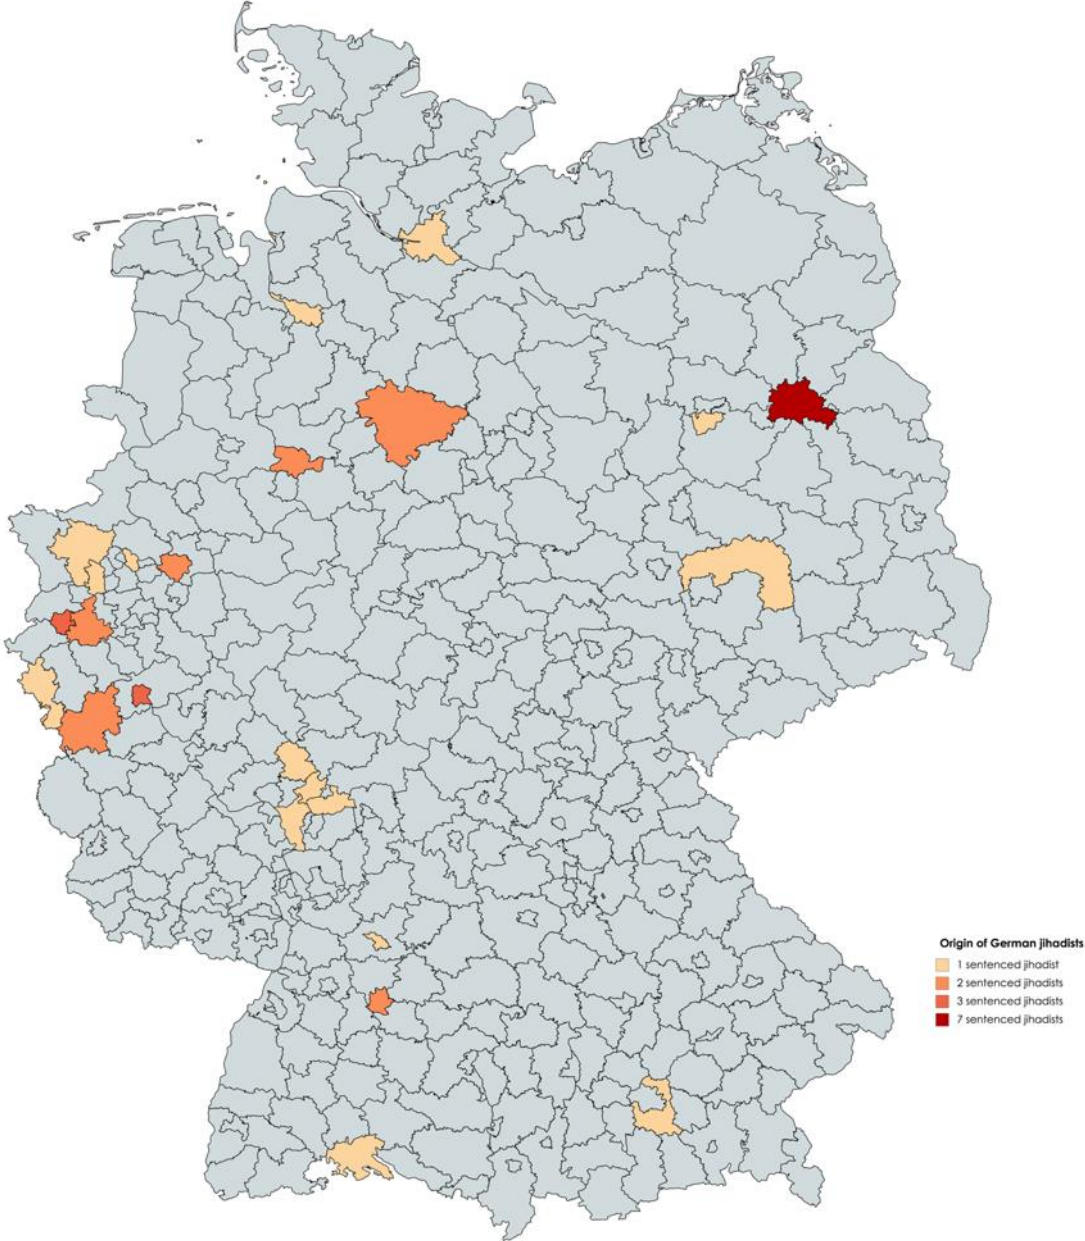 Origin of German jihadists
1 sentenced jihadist
2 sentenced jihadists
3 sentenced jihadists
7 sentenced jihadists